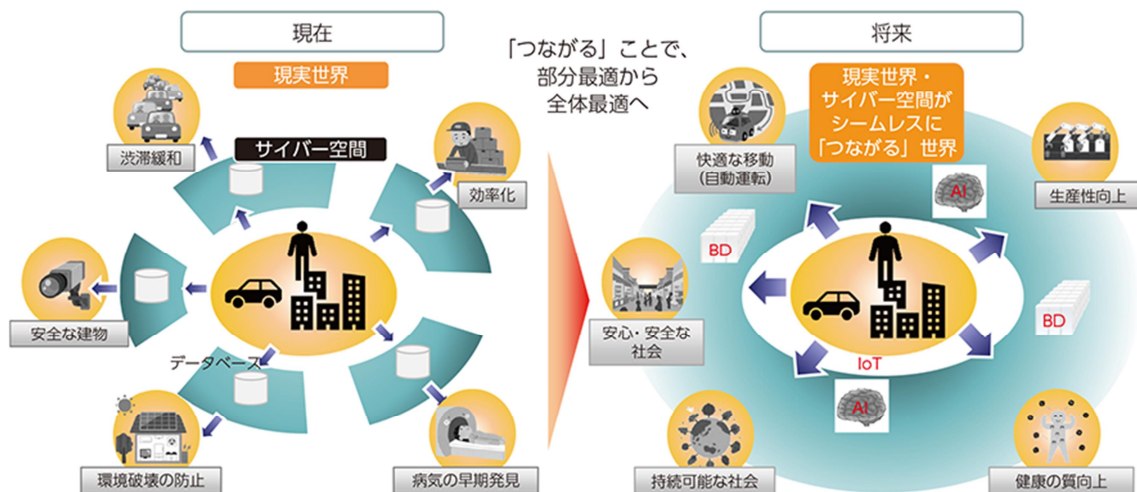 現在
現実世界
サイバー空間
渋滞緩和
効率化
安全な建物
データベース
環境破壊の防止
病気の早期発見
「つながる」ことで、
部分最適から
全体最適へ
将来
現実世界・
サイバー空間が
シームレスに
「つながる」世界
快適な移動
(自動運転)
AI
生産性向上
BD
安心・安全な
社会
BD
IoT
AI
持続可能な社会
健康の質向上